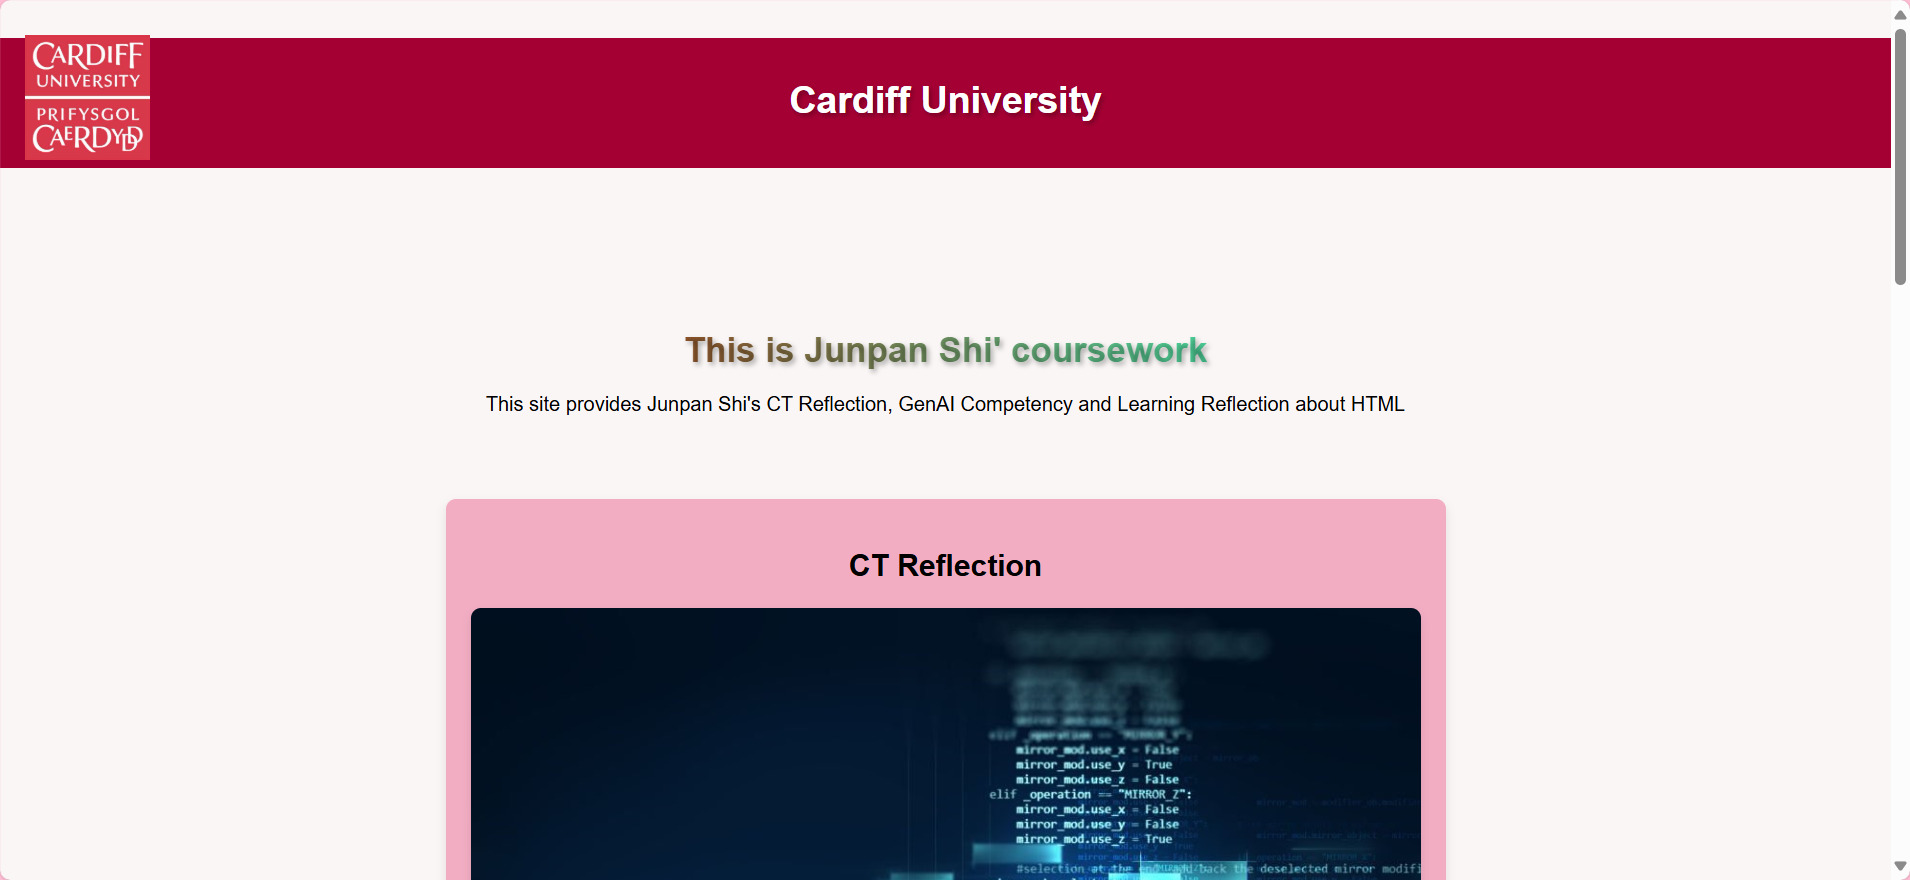 CARDIFF
UNIVERSITY
PRIFYSGOL
CAERDYDD
Cardiff University
This is Junpan Shi' coursework
This site provides Junpan Shi's CT Reflection, GenAI Competency and Learning Reflection about HTML
CT Reflection
elif _operation == "MIRROR_Y":
mirror_mod.use_x = False
mirror_mod.use_y = True
mirror_mod.use_z = False
elif _operation == "MIRROR_Z":
mirror_mod.use_x = False
mirror_mod.use_y = False
mirror_mod.use_z = True
#selection at the end add back the deselected mirror modifi